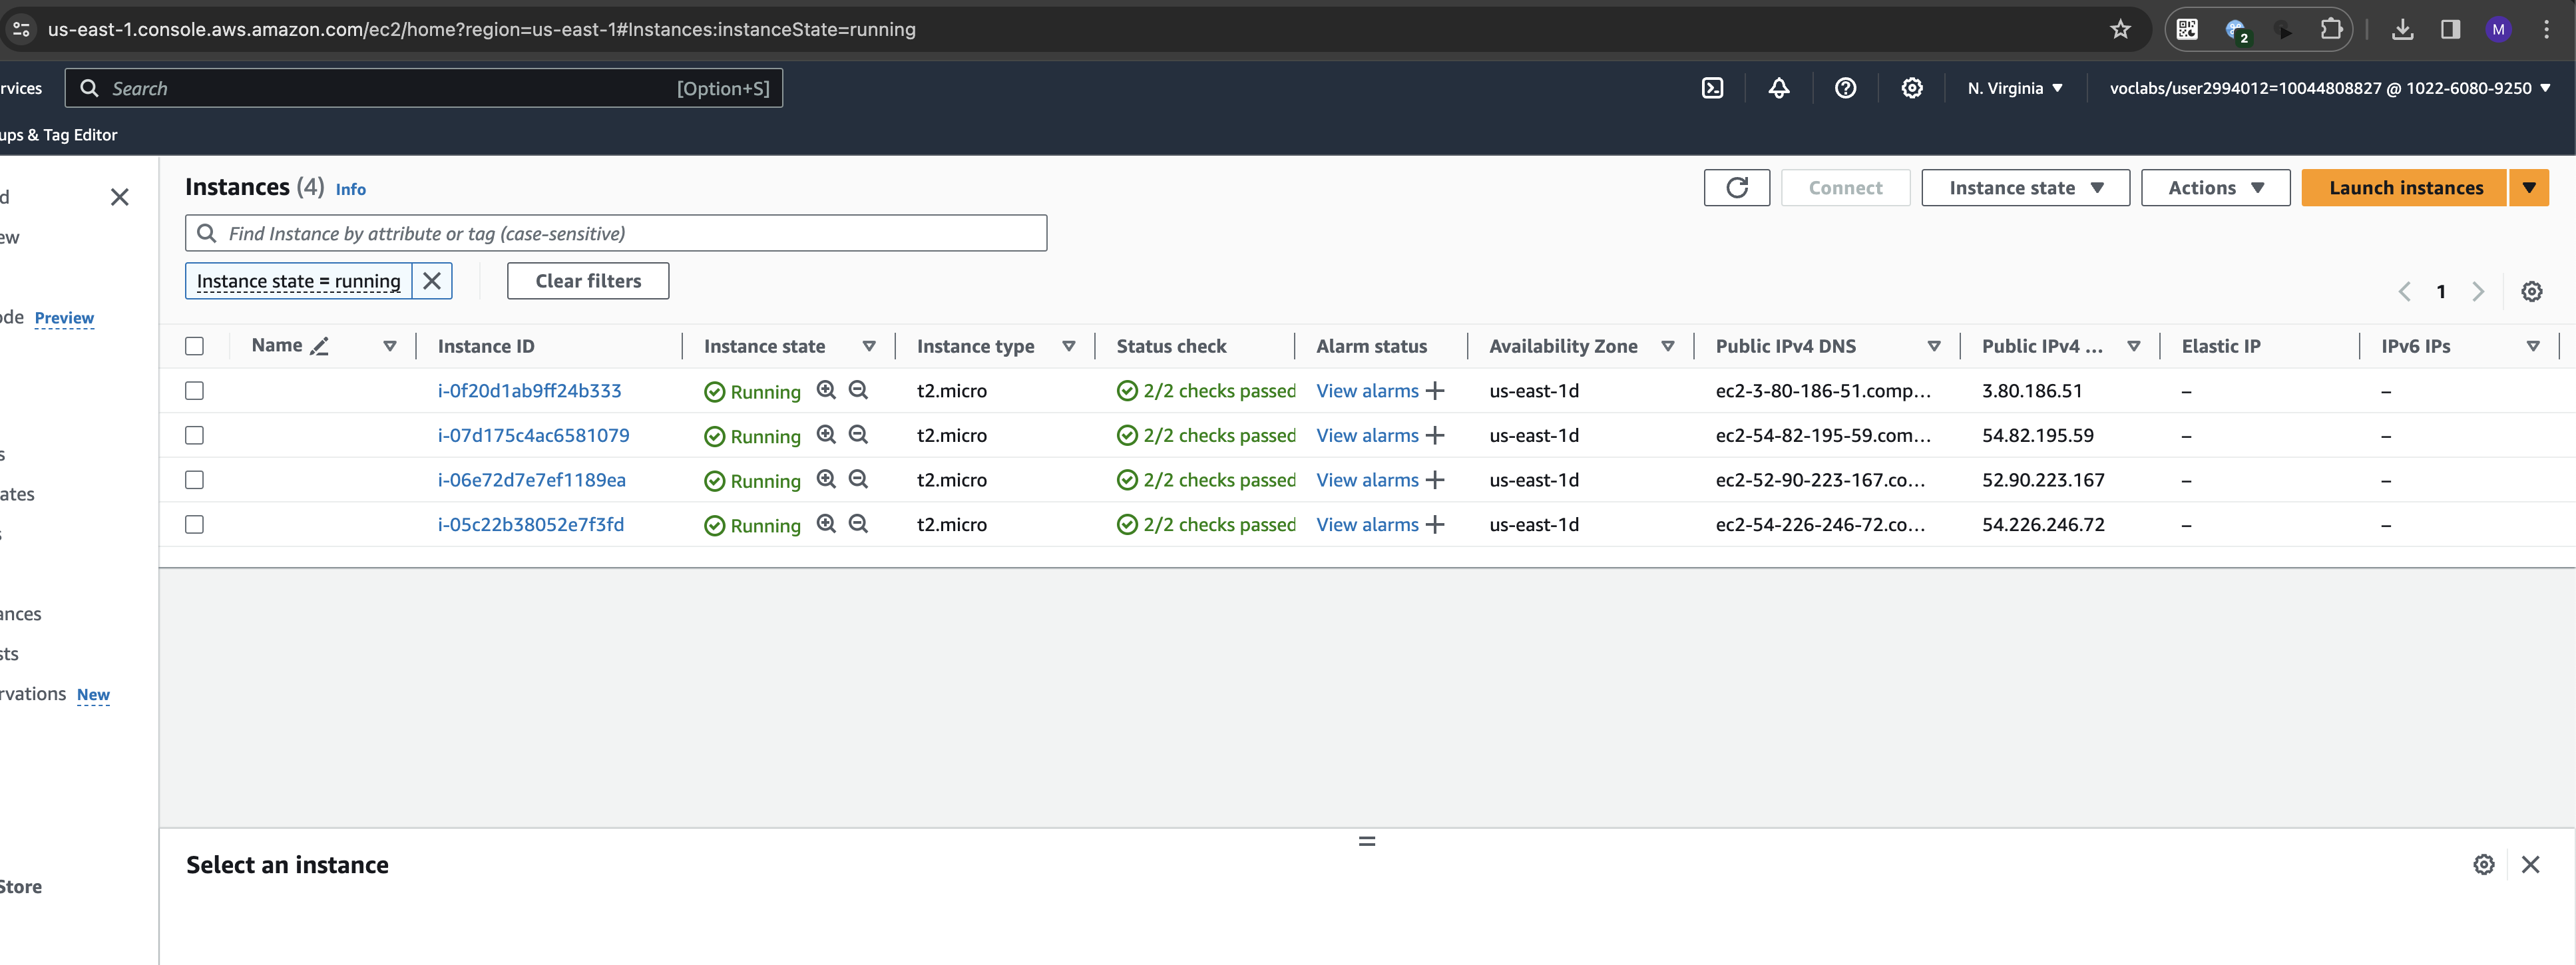 us-east-1.console.aws.amazon.com/ec2/home?region=us-east-1#Instances:instanceState=running
2
M
rvices
Search
[Option+S]
N. Virginia
voclabs/user2994012=10044808827 @ 1022-6080-9250
ups & Tag Editor
d
ew
ode Preview
s
ates
s
ances
sts
rvations New
Store
Instances (4) Info
Connect
Instance state
Actions
Launch instances
Find Instance by attribute or tag (case-sensitive)
Instance state = running
Clear filters
1
Name Instance ID Instance state Instance type Status check Alarm status Availability Zone Public IPv4 DNS Public IPv4 ... Elastic IP IPv6 IPs
i-0f20d1ab9ff24b333 Running t2.micro 2/2 checks passed View alarms + us-east-1d ec2-3-80-186-51.comp... 3.80.186.51 – –
i-07d175c4ac6581079 Running t2.micro 2/2 checks passed View alarms + us-east-1d ec2-54-82-195-59.com... 54.82.195.59 – –
i-06e72d7e7ef1189ea Running t2.micro 2/2 checks passed View alarms + us-east-1d ec2-52-90-223-167.co... 52.90.223.167 – –
i-05c22b38052e7f3fd Running t2.micro 2/2 checks passed View alarms + us-east-1d ec2-54-226-246-72.co... 54.226.246.72 – –
Select an instance